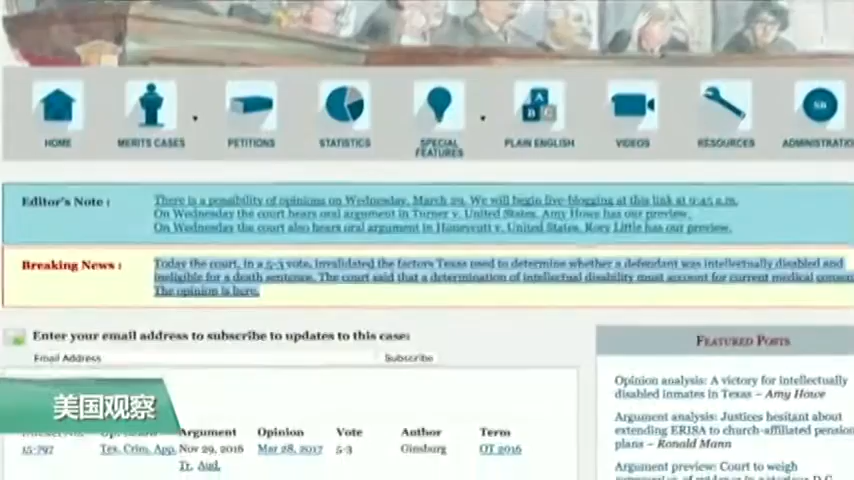 HOME
MERITS CASES
PETITIONS
STATISTICS
SPECIAL
FEATURES
PLAIN ENGLISH
VIDEOS
RESOURCES
ADMINISTRATIO
A
B C
SB
Editor's Note :
There is a possibility of opinions on Wednesday, March 29. We will begin live-blogging at this link at 9:45 a.m.
On Wednesday the court hears oral argument in Turner v. United States. Amy Howe has our preview.
On Wednesday the court also hears oral argument in Honeycutt v. United States. Rory Little has our preview.
Breaking News :
Today the court, in a 5-3 vote, invalidated the factors Texas used to determine whether a defendant was intellectually disabled and
ineligible for a death sentence. The court said that a determination of intellectual disability must account for current medical consen
The opinion is here.
Enter your email address to subscribe to updates to this case:
Email Address
Subscribe
美国观察
Argument
Opinion
Vote
Author
Term
15-797
Tex. Crim. App.
Nov 29, 2016
Mar 28, 2017
5-3
Ginsburg
OT 2016
Tr. Aud.
FEATURED POSTS
Opinion analysis: A victory for intellectually
disabled inmates in Texas – Amy Howe
Argument analysis: Justices hesitant about
extending ERISA to church-affiliated pension
plans – Ronald Mann
Argument preview: Court to weigh